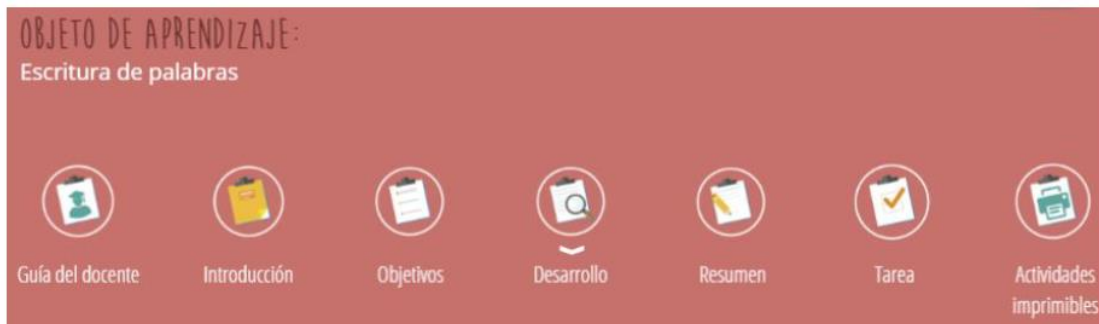 OBJETO DE APRENDIZAJE:
Escritura de palabras
Guía del docente
Introducción
Objetivos
Desarrollo
Resumen
Tarea
Actividades
imprimibles